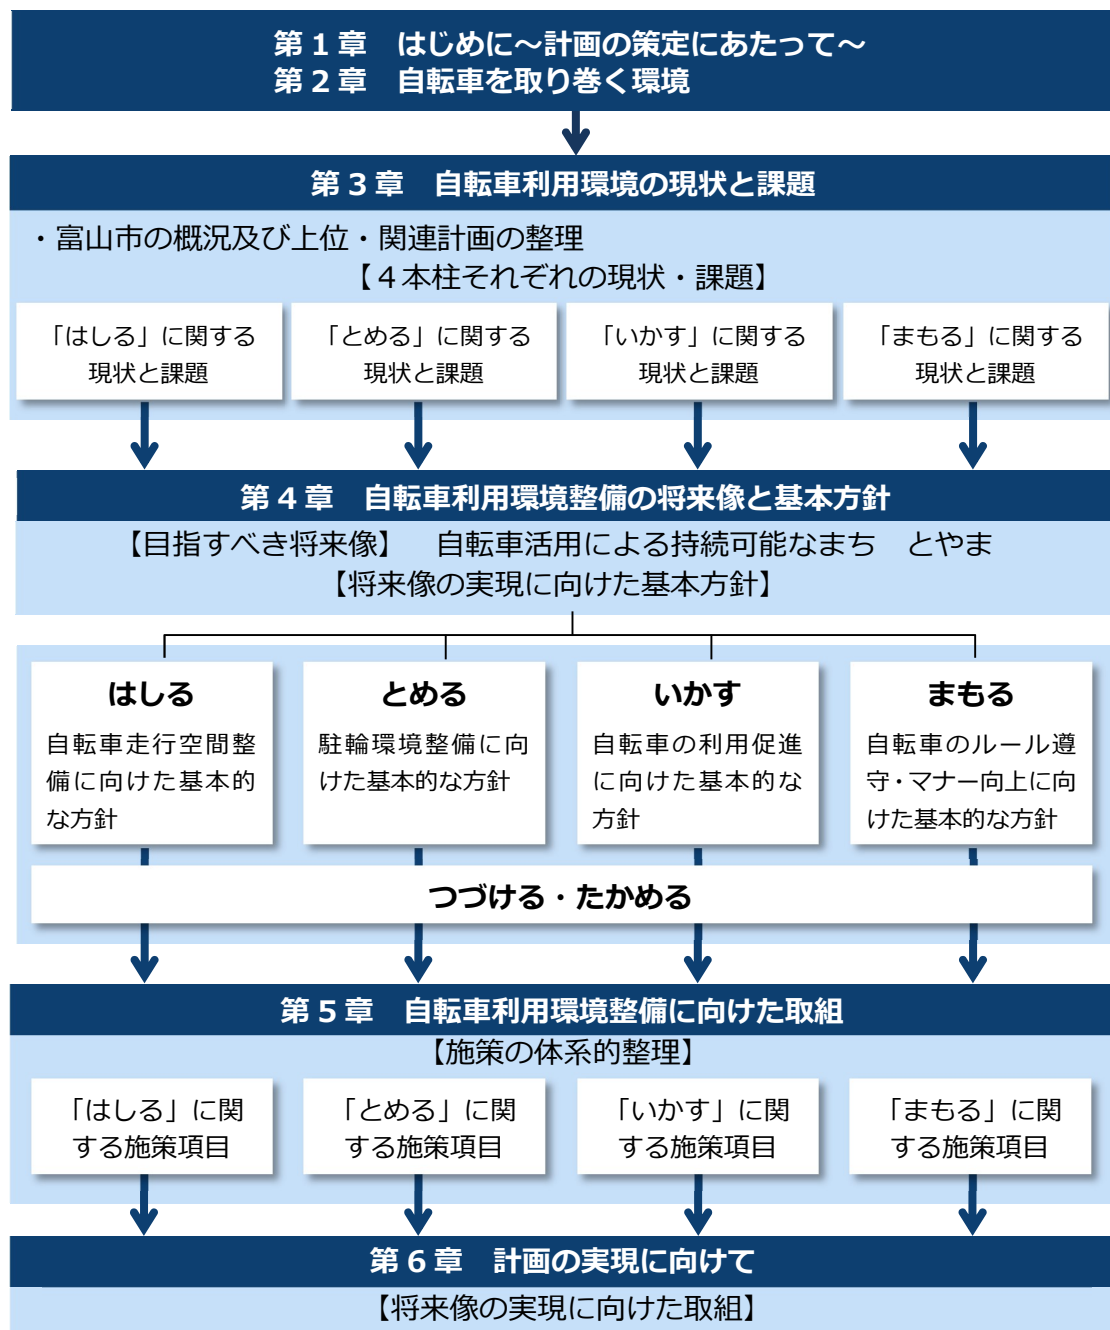 第1章　はじめに～計画の策定にあたって～
第2章　自転車を取り巻く環境
第3章　自転車利用環境の現状と課題
・富山市の概況及び上位・関連計画の整理
【４本柱それぞれの現状・課題】
「はしる」に関する
現状と課題
「とめる」に関する
現状と課題
「いかす」に関する
現状と課題
「まもる」に関する
現状と課題
第4章　自転車利用環境整備の将来像と基本方針
【目指すべき将来像】　自転車活用による持続可能なまち　とやま
【将来像の実現に向けた基本方針】
はしる
自転車走行空間整
備に向けた基本的
な方針
とめる
駐輪環境整備に向
けた基本的な方針
いかす
自転車の利用促進
に向けた基本的な
方針
まもる
自転車のルール遵
守・マナー向上に向
けた基本的な方針
つづける・たかめる
第5章　自転車利用環境整備に向けた取組
【施策の体系的整理】
「はしる」に関
する施策項目
「とめる」に関
する施策項目
「いかす」に関
する施策項目
「まもる」に関
する施策項目
第6章　計画の実現に向けて
【将来像の実現に向けた取組】